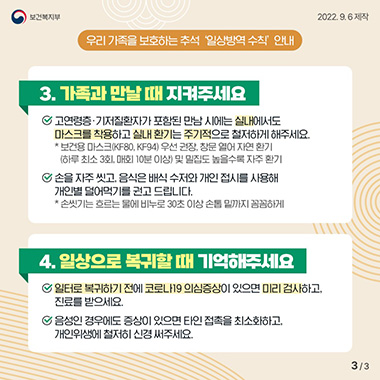 보건복지부
2022. 9. 6 제작
우리 가족을 보호하는 추석 '일상방역 수칙' 안내
3. 가족과 만날 때 지켜주세요
고연령층·기저질환자가 포함된 만남 시에는 실내에서도
마스크를 착용하고 실내 환기는 주기적으로 철저하게 해주세요.
* 보건용 마스크(KF80, KF94) 우선 권장, 창문 열어 자연 환기
(하루 최소 3회, 매회 10분 이상) 및 밀집도 높을수록 자주 환기
손을 자주 씻고, 음식은 배식 수저와 개인 접시를 사용해
개인별 덜어먹기를 권고 드립니다.
* 손씻기는 흐르는 물에 비누로 30초 이상 손톱 밑까지 꼼꼼하게
4. 일상으로 복귀할 때 기억해주세요
일터로 복귀하기 전에 코로나19 의심증상이 있으면 미리 검사하고,
진료를 받으세요.
음성인 경우에도 증상이 있으면 타인 접촉을 최소화하고,
개인위생에 철저히 신경 써주세요.
3 / 3